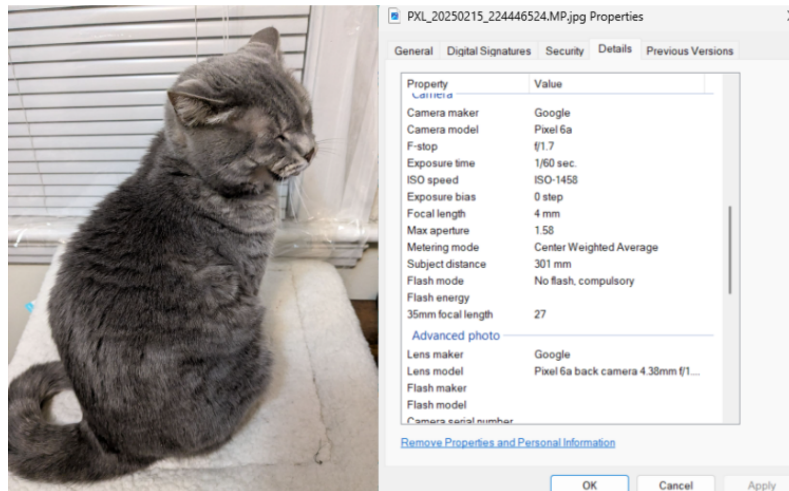 PXL_20250215_224446524.MP.jpg Properties
General Digital Signatures Security Details Previous Versions
Property Value
Camera
Camera maker Google
Camera model Pixel 6a
F-stop f/1.7
Exposure time 1/60 sec.
ISO speed ISO-1458
Exposure bias 0 step
Focal length 4 mm
Max aperture 1.58
Metering mode Center Weighted Average
Subject distance 301 mm
Flash mode No flash, compulsory
Flash energy
35mm focal length 27
Advanced photo
Lens maker Google
Lens model Pixel 6a back camera 4.38mm f/1...
Flash maker
Flash model
Camera serial number
Remove Properties and Personal Information
OK Cancel Apply